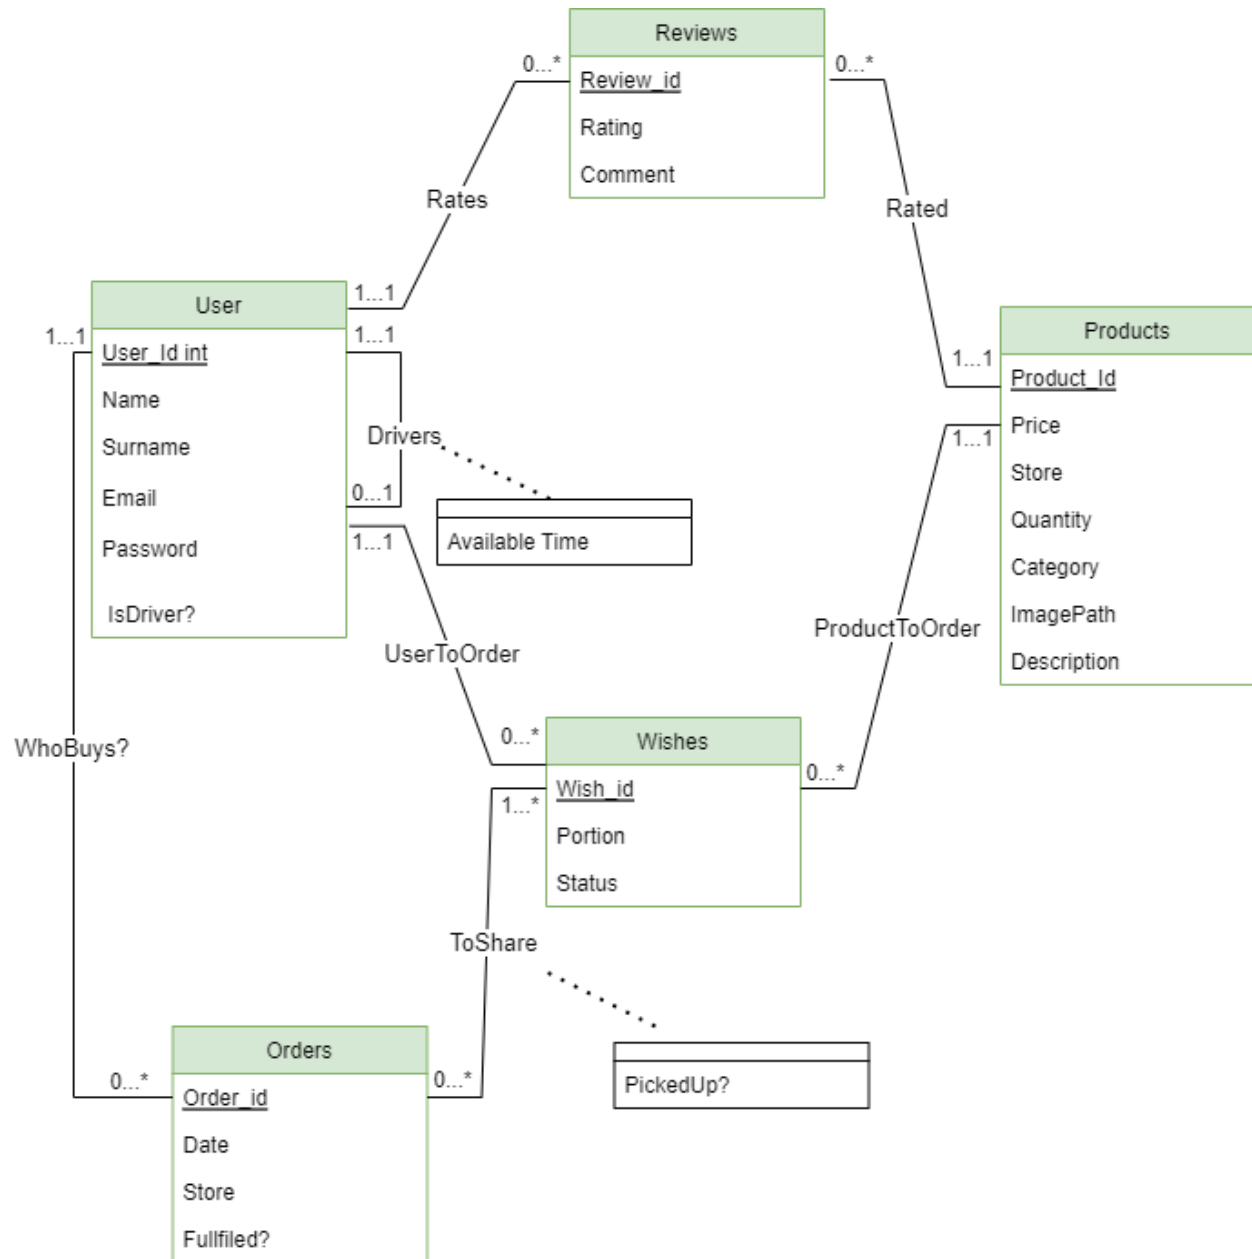 Reviews
0...*
0...*
Review_id
Rating
Comment
Rates
Rated
1...1
User
1...1
1...1
User_Id int
Name
Surname
Email
Password
IsDriver?
Drivers
0...1
1...1
Available Time
Products
1...1
Product_Id
Price
1...1
Store
Quantity
Category
ImagePath
Description
UserToOrder
ProductToOrder
WhoBuys?
0...*
Wishes
0...*
Wish_id
1...*
Portion
Status
ToShare
PickedUp?
Orders
0...*
0...*
Order_id
Date
Store
Fullfiled?